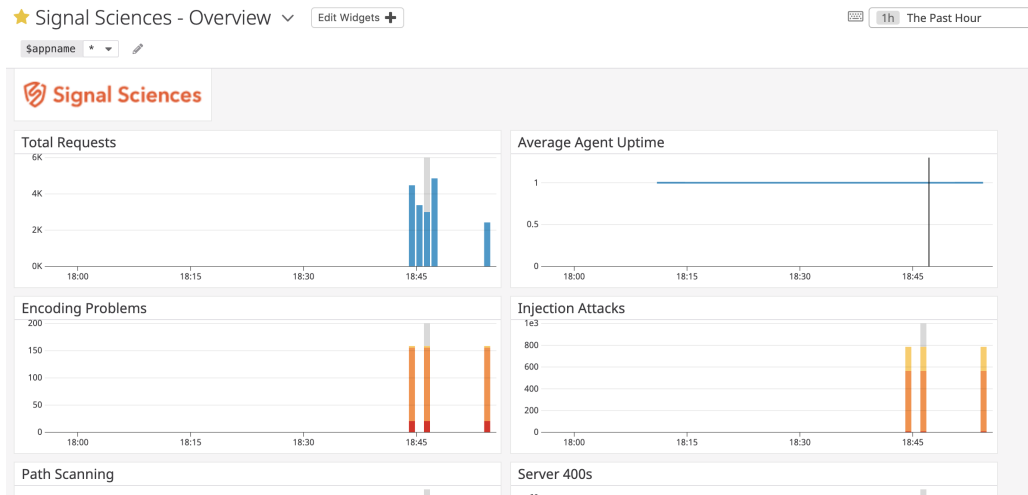 Signal Sciences - Overview
Edit Widgets +
1h The Past Hour
$appname *
Signal Sciences
Total Requests
6K
4K
2K
0K
18:00 18:15 18:30 18:45
Average Agent Uptime
1
0.5
0
18:00 18:15 18:30 18:45
Encoding Problems
200
150
100
50
0
18:00 18:15 18:30 18:45
Injection Attacks
1e3
800
600
400
200
0
18:00 18:15 18:30 18:45
Path Scanning
Server 400s